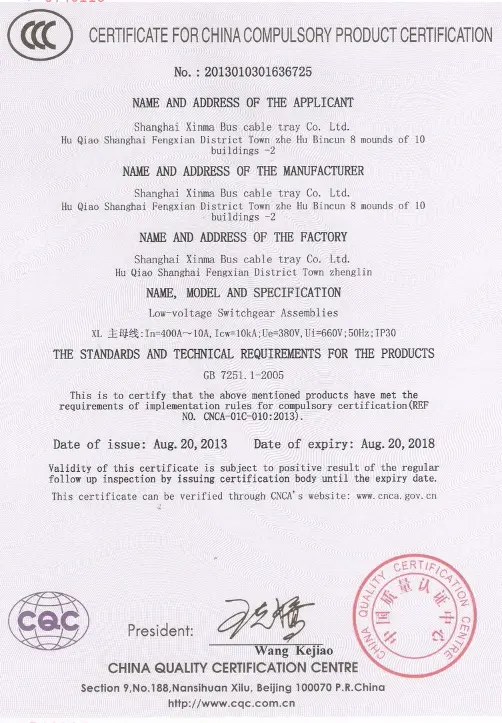 CCC CERTIFICATE FOR CHINA COMPULSORY PRODUCT CERTIFICATION
No.: 2013010301636725
NAME AND ADDRESS OF THE APPLICANT
Shanghai Xinma Bus cable tray Co. Ltd.
Hu Qiao Shanghai Fengxian District Town zhe Hu Bincun 8 mounds of 10
buildings -2
NAME AND ADDRESS OF THE MANUFACTURER
Shanghai Xinma Bus cable tray Co. Ltd.
Hu Qiao Shanghai Fengxian District Town zhe Hu Bincun 8 mounds of 10
buildings -2
NAME AND ADDRESS OF THE FACTORY
Shanghai Xinma Bus cable tray Co. Ltd.
Hu Qiao Shanghai Fengxian District Town zhenglin
NAME, MODEL AND SPECIFICATION
Low-voltage Switchgear Assemblies
XL 主母线:In=400A～10A,Icw=10kA;Ue=380V,Ui=660V;50Hz;IP30
THE STANDARDS AND TECHNICAL REQUIREMENTS FOR THE PRODUCTS
GB 7251.1-2005
This is to certify that the above mentioned products have met the
requirements of implementation rules for compulsory certification(REF
NO. CNCA-01C-010:2013).
Date of issue: Aug.20,2013 Date of expiry: Aug.20,2018
Validity of this certificate is subject to positive result of the regular
follow up inspection by issuing certification body until the expiry date.
This certificate can be verified through CNCA's website: www.cnca.gov.cn
CHINA QUALITY CERTIFICATION CENTRE
中国质量认证中心
CQC
President:
Wang Kejiao
CHINA QUALITY CERTIFICATION CENTRE
Section 9,No.188,Nansihuan Xilu, Beijing 100070 P.R.China
http://www.cqc.com.cn